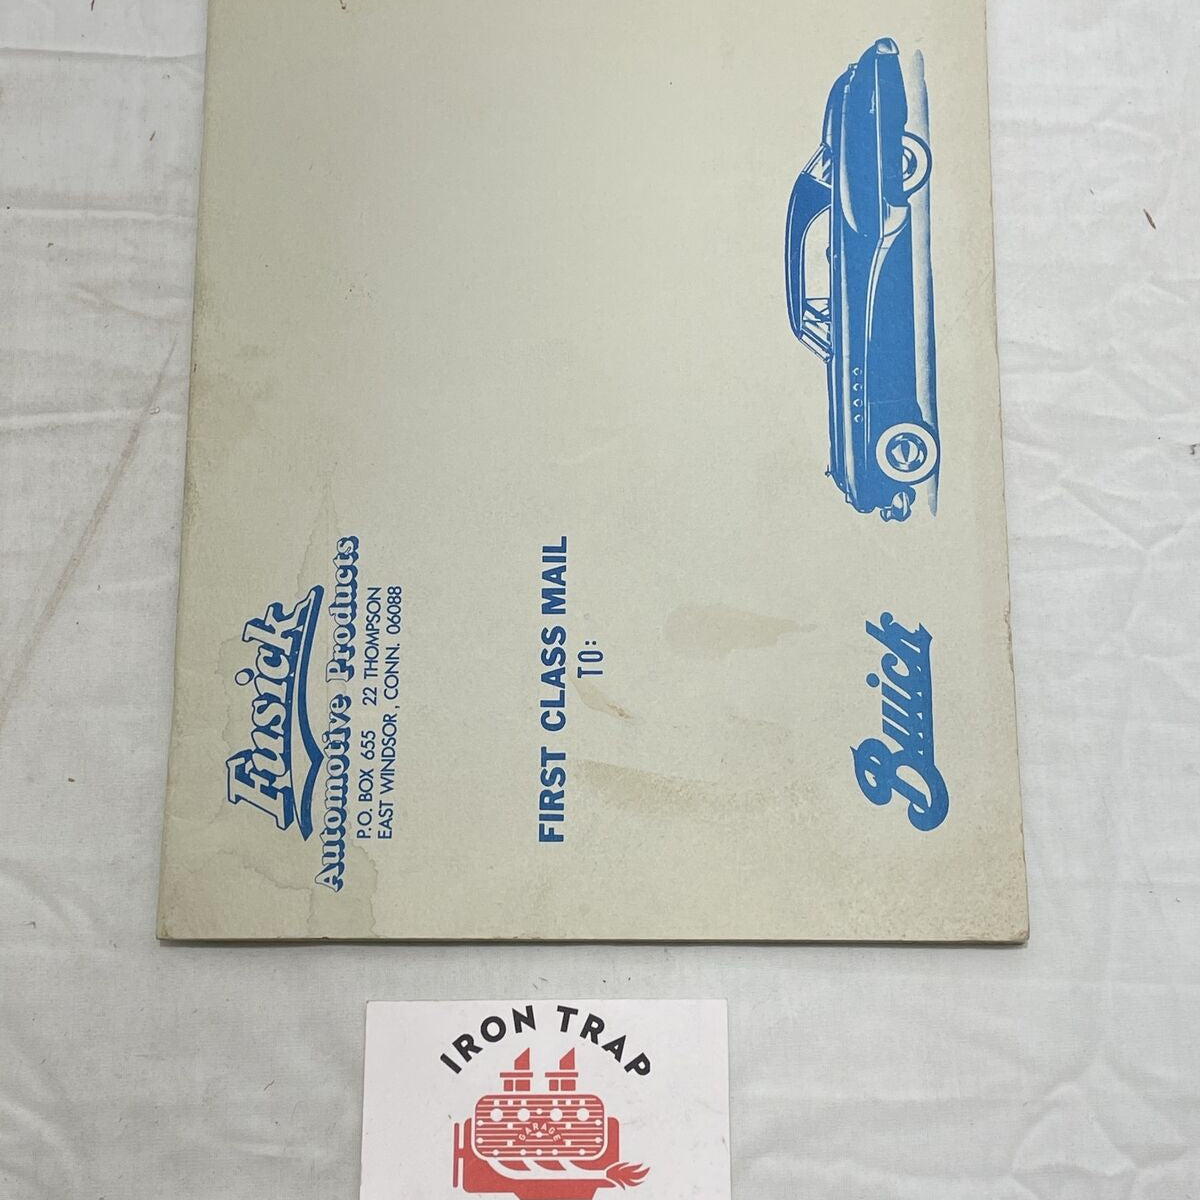 Fusick
Automotive Products
P.O. BOX 655 22 THOMPSON
EAST WINDSOR, CONN. 06088
FIRST CLASS MAIL
TO:
Buick
IRON TRAP
GARAGE